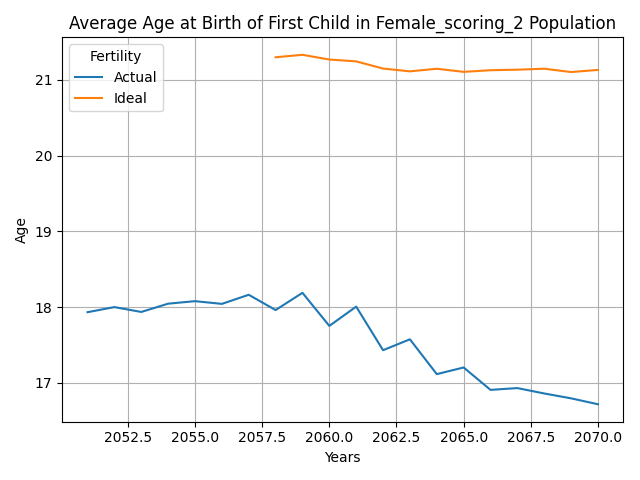 Average Age at Birth of First Child in Female_scoring_2 Population
Fertility
Actual
Ideal
Age
21
20
19
18
17
2052.5 2055.0 2057.5 2060.0 2062.5 2065.0 2067.5 2070.0
Years